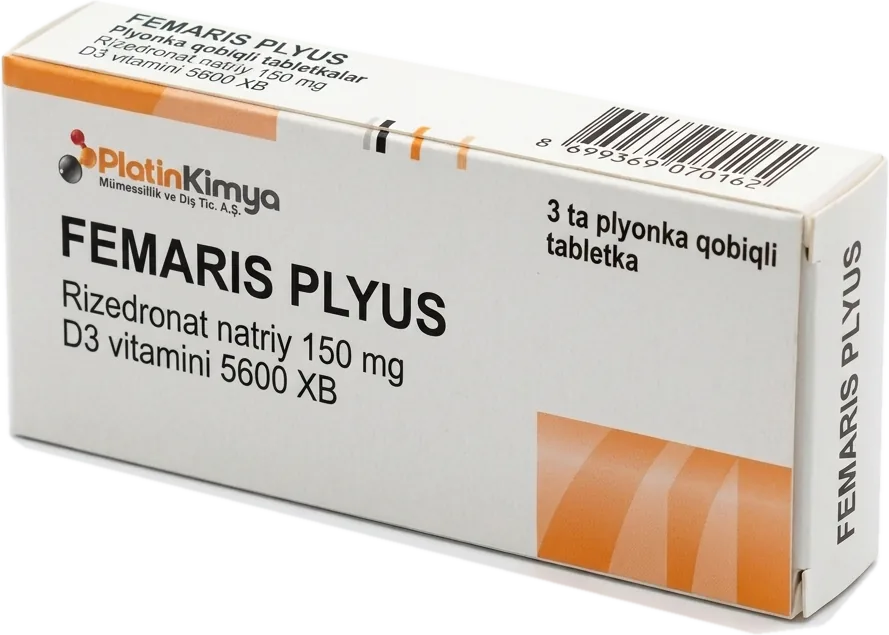 FEMARIS PLYUS
Plyonka qobiqli tabletkalar
Rizedronat natriy 150 mg
D3 vitamini 5600 XB
8 699369 070162
PlatinKimya
Mümessillik ve Diş Tic. A.Ş.
3 ta plyonka qobiqli
tabletka
FEMARIS PLYUS
Rizedronat natriy 150 mg
D3 vitamini 5600 XB
FEMARIS PLYUS